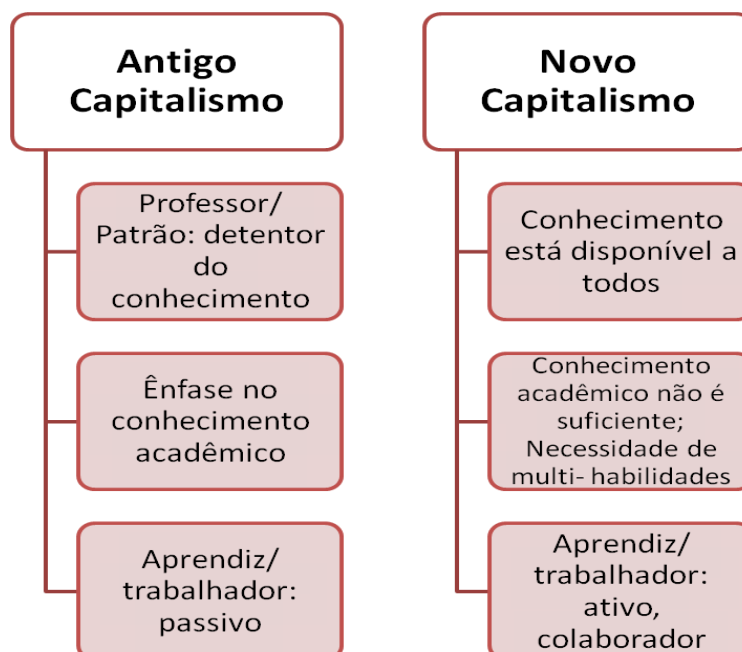 Antigo
Capitalismo
Professor/
Patrão: detentor
do
conhecimento
Ênfase no
conhecimento
acadêmico
Aprendiz/
trabalhador:
passivo
Novo
Capitalismo
Conhecimento
está disponível a
todos
Conhecimento
acadêmico não é
suficiente;
Necessidade de
multi- habilidades
Aprendiz/
trabalhador:
ativo,
colaborador